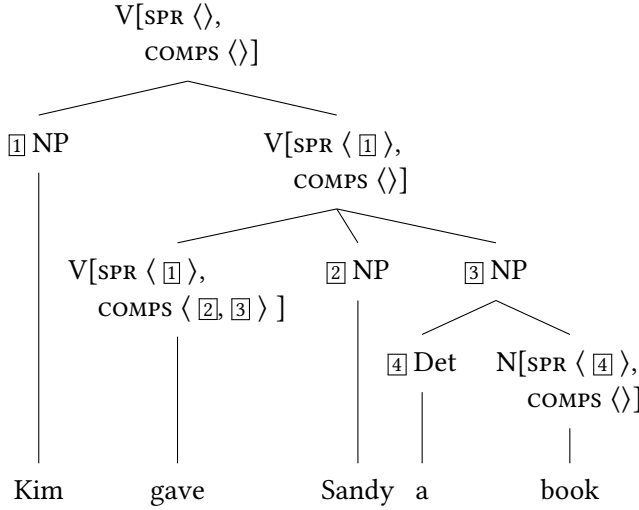 V[SPR ⟨⟩,
COMPS ⟨⟩]
1 NP V[SPR ⟨ 1 ⟩,
COMPS ⟨⟩]
V[SPR ⟨ 1 ⟩, 2 NP 3 NP
COMPS ⟨ 2, 3 ⟩ ]
4 Det N[SPR ⟨ 4 ⟩,
COMPS ⟨⟩]
Kim gave Sandy a book